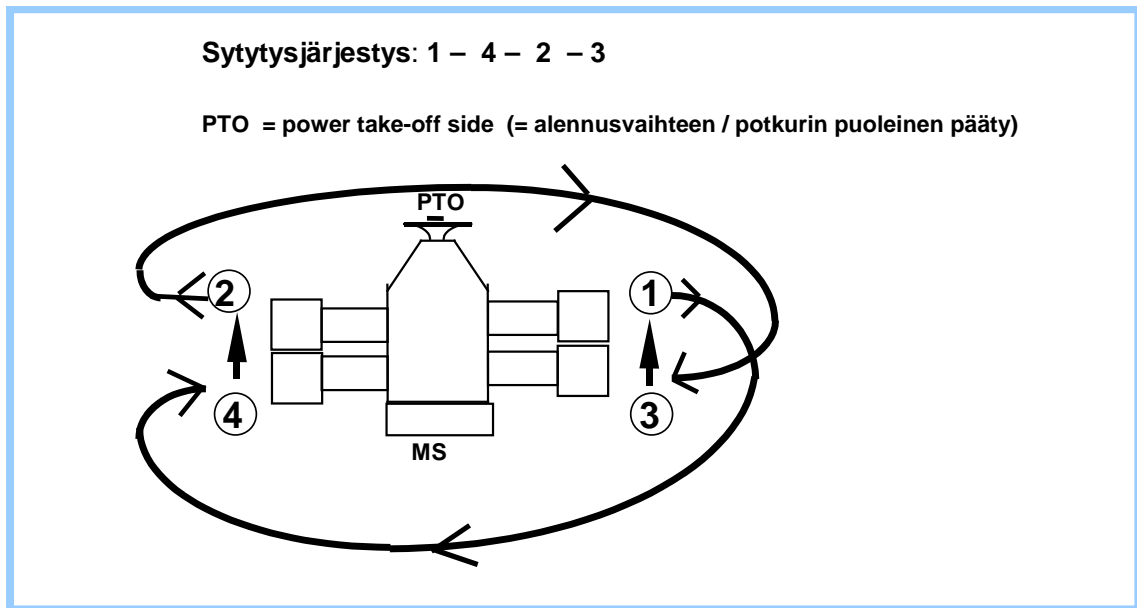 Sytytysjärjestys: 1 – 4 – 2 – 3
PTO = power take-off side (= alennusvaihteen / potkurin puoleinen pääty)
PTO
2
1
4
3
MS